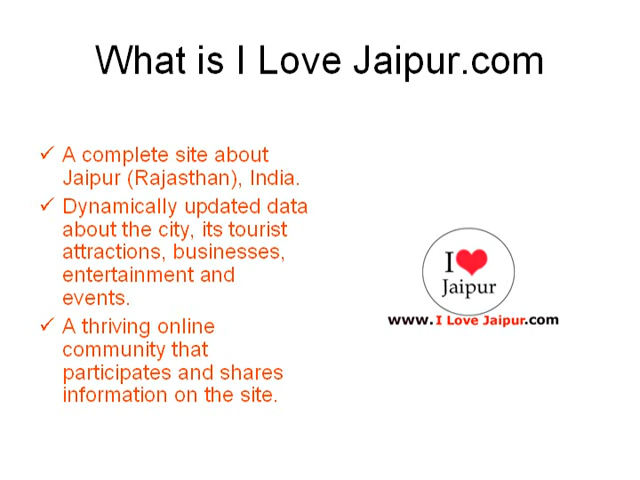 What is I Love Jaipur.com
A complete site about
Jaipur (Rajasthan), India.
Dynamically updated data
about the city, its tourist
attractions, businesses,
entertainment and
events.
A thriving online
community that
participates and shares
information on the site.
I ❤
Jaipur
www.I Love Jaipur.com